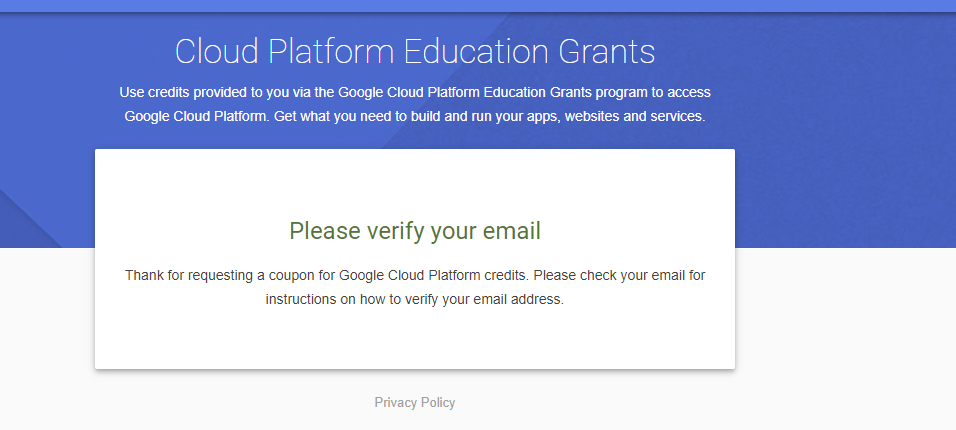 Cloud Platform Education Grants
Use credits provided to you via the Google Cloud Platform Education Grants program to access
Google Cloud Platform. Get what you need to build and run your apps, websites and services.
Please verify your email
Thank for requesting a coupon for Google Cloud Platform credits. Please check your email for
instructions on how to verify your email address.
Privacy Policy